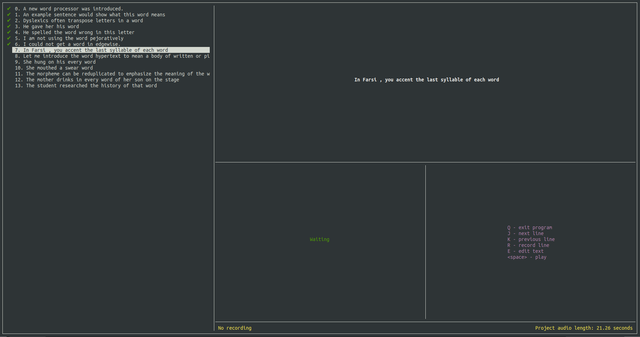 0. A new word processor was introduced.
✔ 1. An example sentence would show what this word means
✔ 2. Dyslexics often transpose letters in a word
✔ 3. He gave her his word
✔ 4. He spelled the word wrong in this letter
✔ 5. I am not using the word pejoratively
✔ 6. I could not get a word in edgewise.
7. In Farsi , you accent the last syllable of each word
8. Let me introduce the word hypertext to mean a body of written or pi
9. She hung on his every word
10. She mouthed a swear word
11. The morpheme can be reduplicated to emphasize the meaning of the w
12. The mother drinks in every word of her son on the stage
13. The student researched the history of that word
In Farsi , you accent the last syllable of each word
Waiting
Q - exit program
J - next line
K - previous line
R - record line
E - edit text
<space> - play
No recording
Project audio length: 21.26 seconds